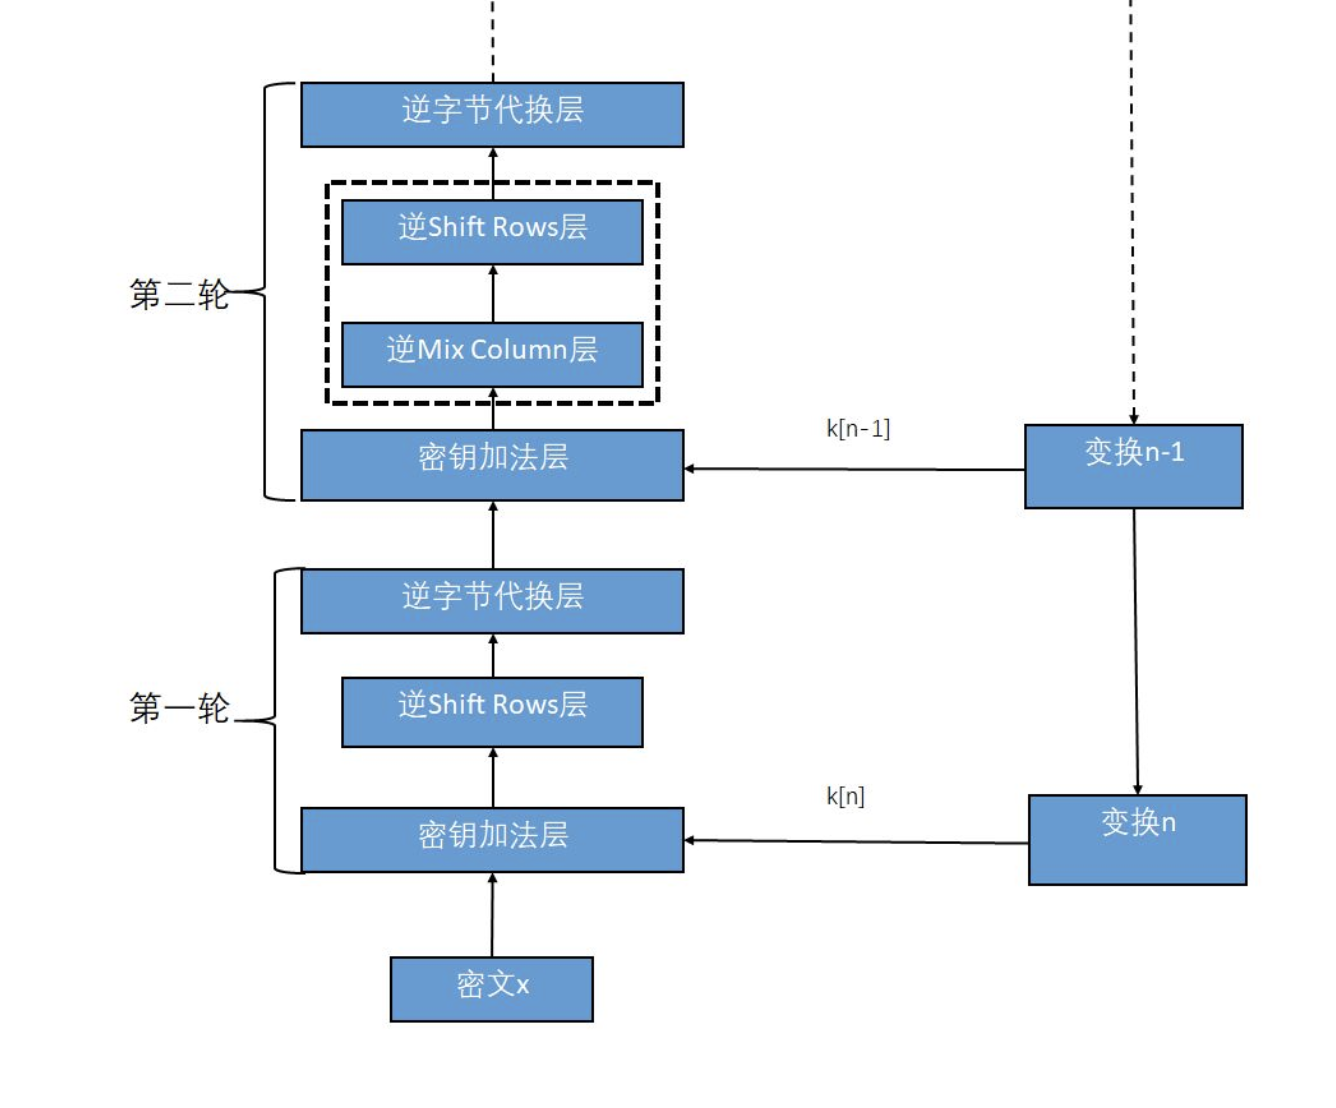 逆字节代换层
逆Shift Rows层
第二轮
逆Mix Column层
k[n-1]
变换n-1
密钥加法层
逆字节代换层
第一轮
逆Shift Rows层
k[n]
变换n
密钥加法层
密文x